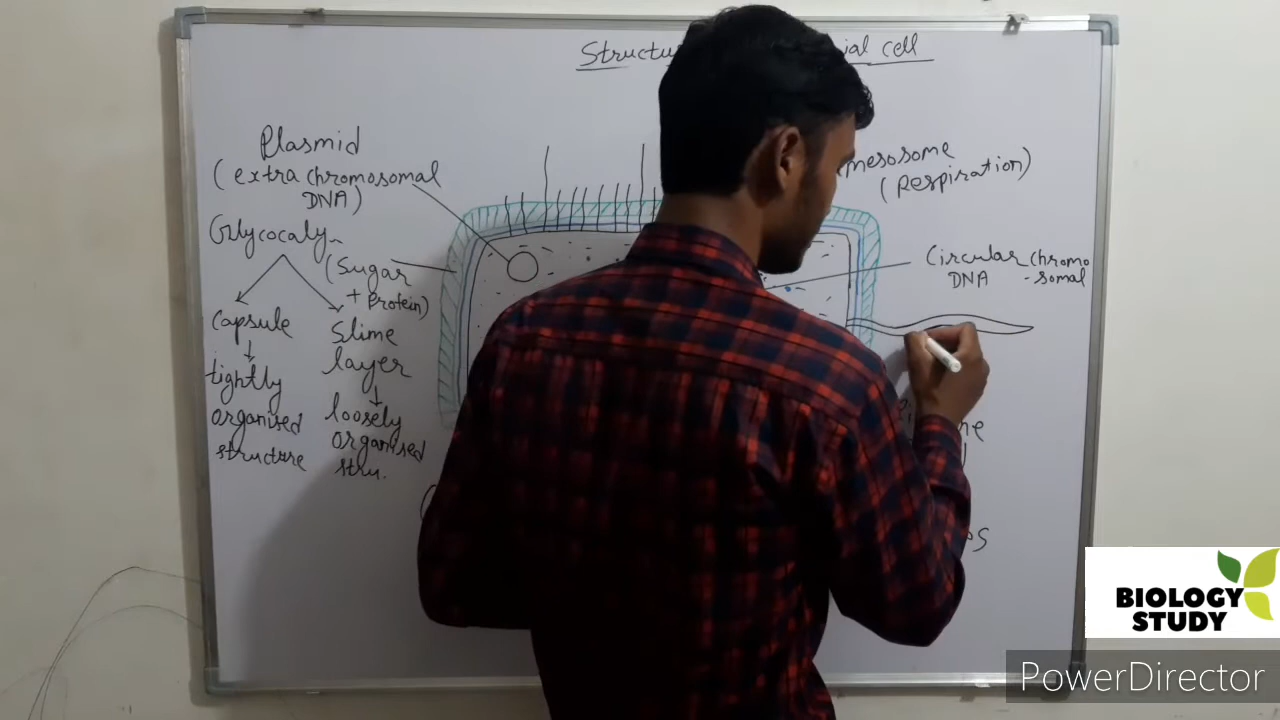 Structu ial cell
Plasmid
(extra chromosomal
DNA)
mesosome
(Respiration)
Glycocaly
(Sugar
+ Protein)
Circular chromo
DNA - somal
Capsule
Slime
layer
tightly
organised
structure
loosely
organised
stru.
BIOLOGY
STUDY
PowerDirector